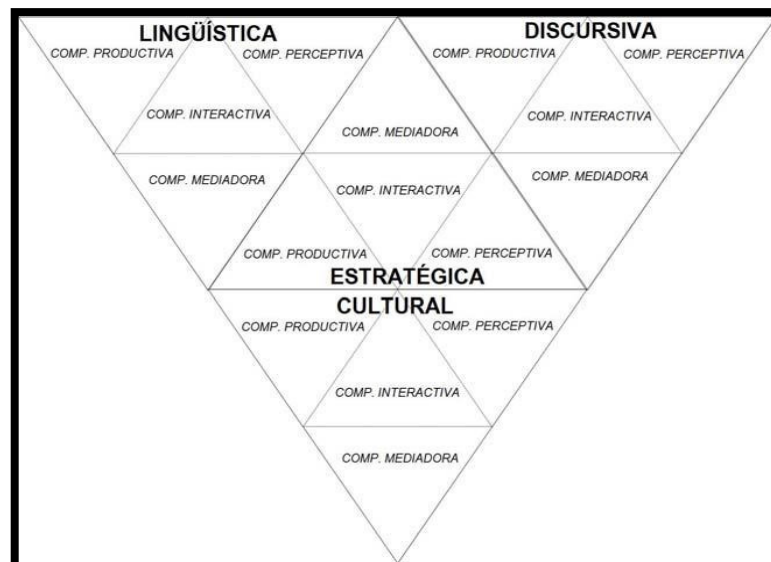 LINGÜÍSTICA
DISCURSIVA
COMP. PRODUCTIVA
COMP. PERCEPTIVA
COMP. PRODUCTIVA
COMP. PERCEPTIVA
COMP. INTERACTIVA
COMP. MEDIADORA
COMP. INTERACTIVA
COMP. MEDIADORA
COMP. INTERACTIVA
COMP. MEDIADORA
COMP. PRODUCTIVA
COMP. PERCEPTIVA
ESTRATÉGICA
CULTURAL
COMP. PRODUCTIVA
COMP. PERCEPTIVA
COMP. INTERACTIVA
COMP. MEDIADORA